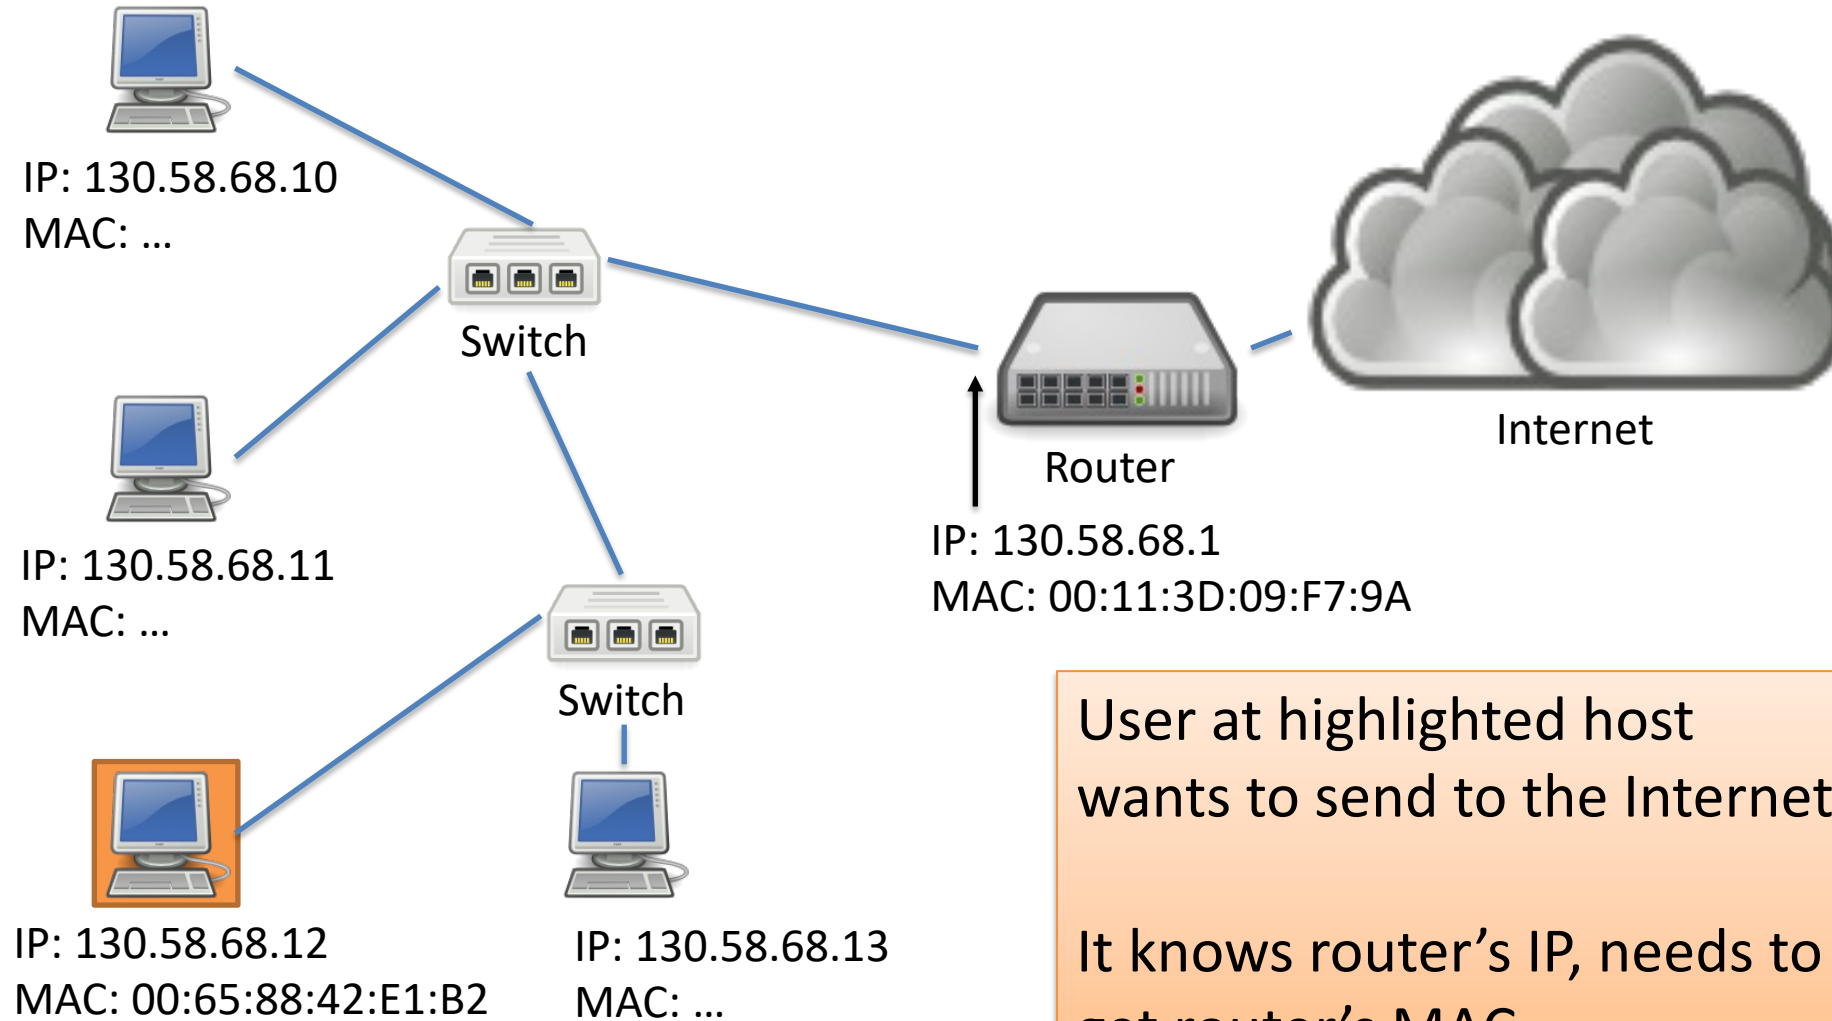 IP: 130.58.68.10
MAC: ...
Switch
Internet
Router
IP: 130.58.68.1
MAC: 00:11:3D:09:F7:9A
IP: 130.58.68.11
MAC: ...
Switch
User at highlighted host
wants to send to the Internet
It knows router’s IP, needs to
get router’s MAC
IP: 130.58.68.12
MAC: 00:65:88:42:E1:B2
IP: 130.58.68.13
MAC: ...